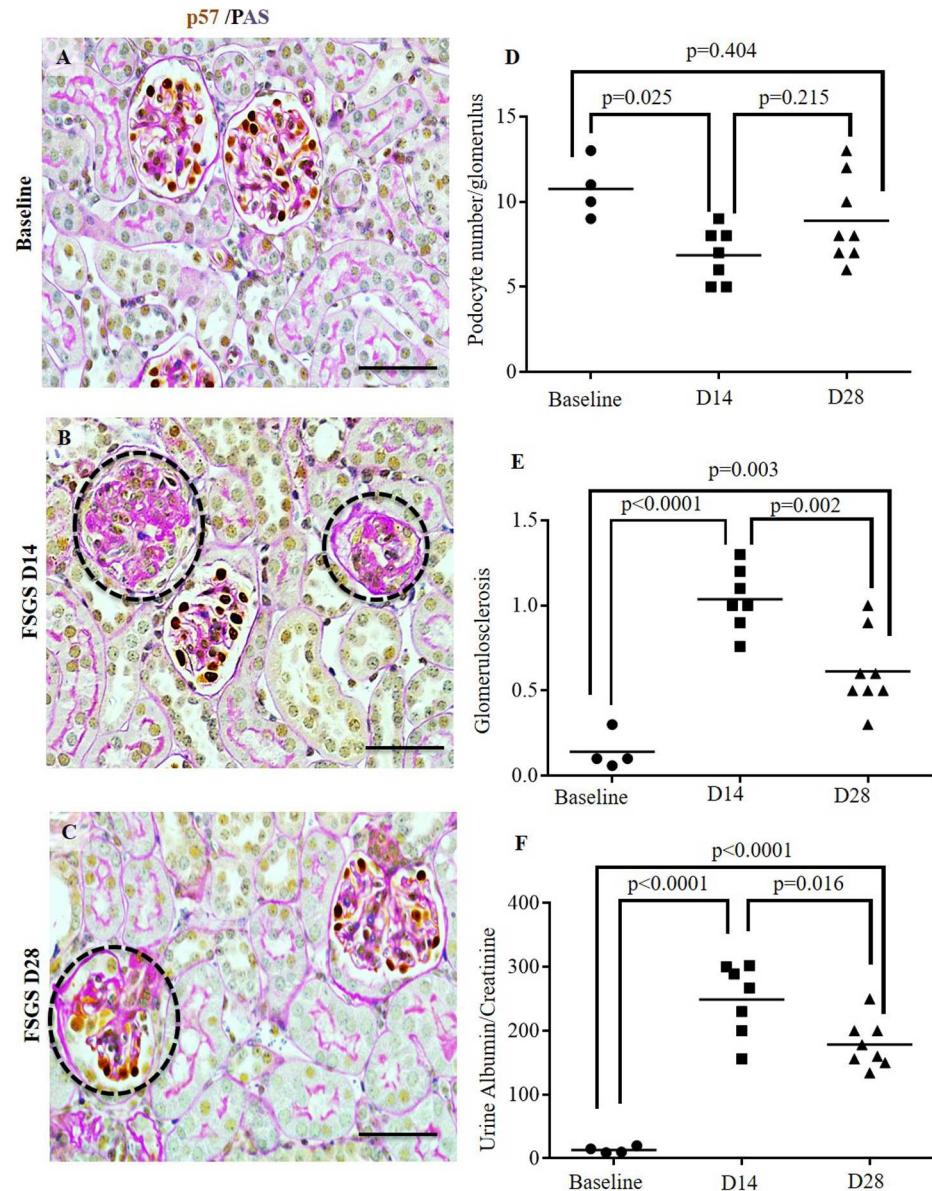 p57 /PAS
A
Baseline
B
FSGS D14
C
FSGS D28
D
p=0.404
p=0.025
p=0.215
Podocyte number/glomerulus
15
10
5
0
Baseline
D14
D28
E
p=0.003
p<0.0001
p=0.002
Glomerulosclerosis
1.5
1.0
0.5
0.0
Baseline
D14
D28
F
p<0.0001
p<0.0001
p=0.016
Urine Albumin/Creatinine
400
300
200
100
0
Baseline
D14
D28